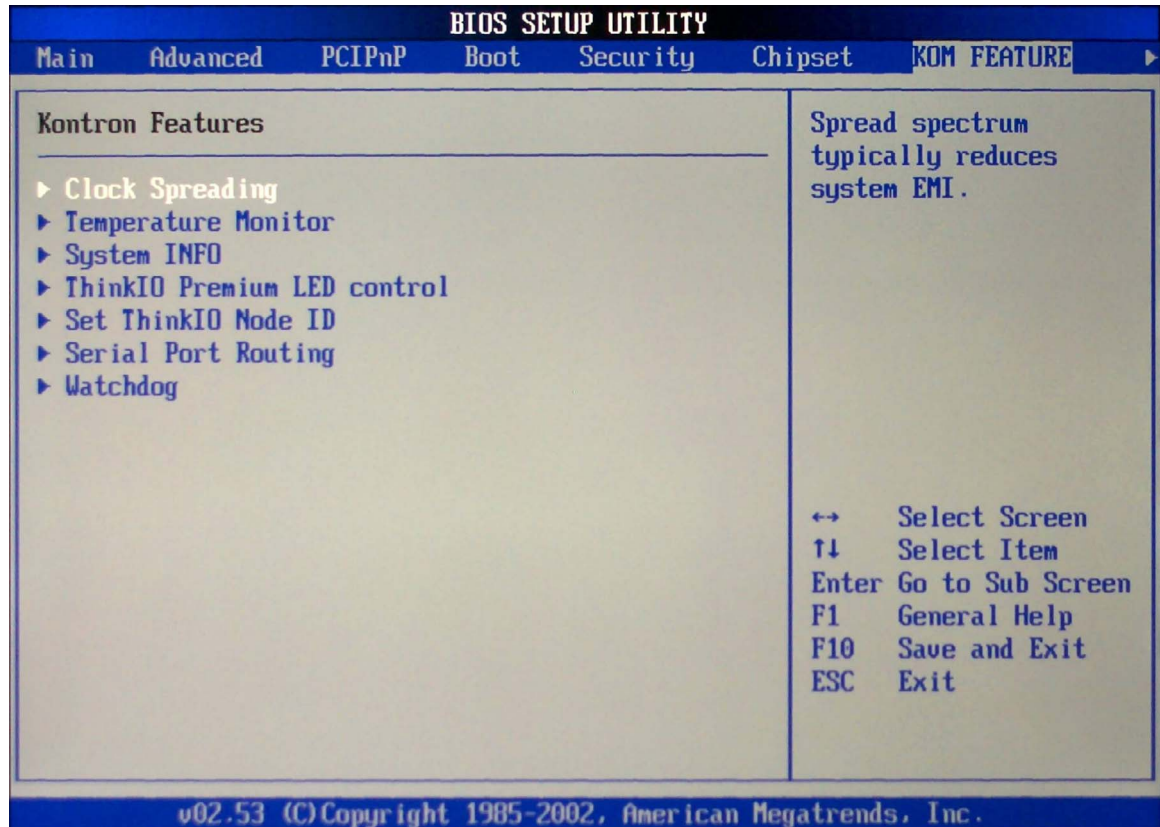 BIOS SETUP UTILITY
Main Advanced PCIPnP Boot Security Chipset KOM FEATURE
Kontron Features
Clock Spreading
Temperature Monitor
System INFO
ThinkIO Premium LED control
Set ThinkIO Node ID
Serial Port Routing
Watchdog
Spread spectrum
typically reduces
system EMI.
↔ Select Screen
↑↓ Select Item
Enter Go to Sub Screen
F1 General Help
F10 Save and Exit
ESC Exit
v02.53 (C)Copyright 1985-2002, American Megatrends, Inc.